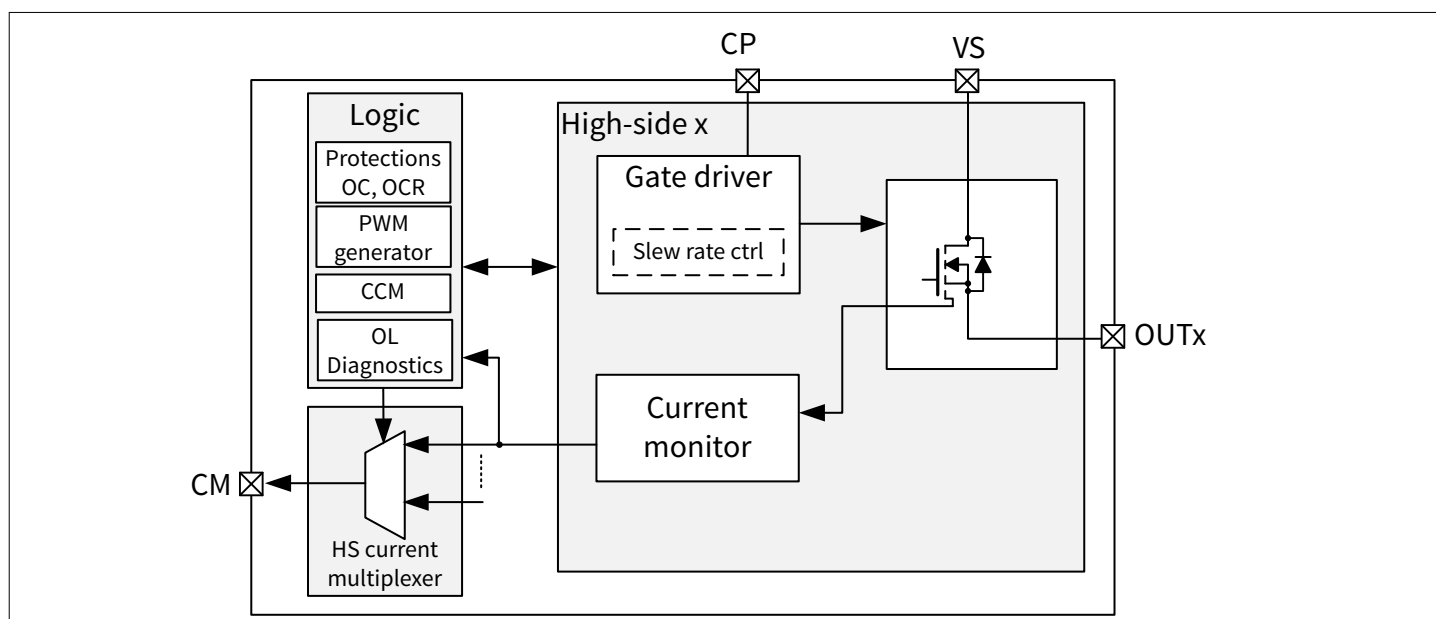 CP
VS
Logic
High-side x
Protections
OC, OCR
Gate driver
PWM
generator
Slew rate ctrl
CCM
OL
Diagnostics
OUTx
Current
monitor
CM
HS current
multiplexer